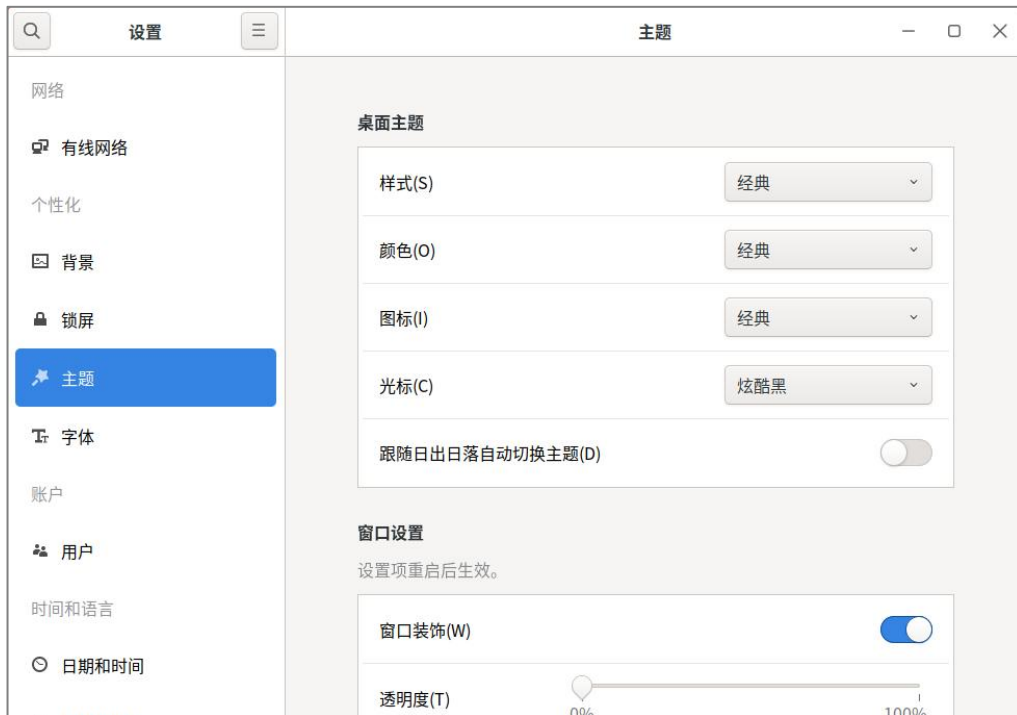 设置
主题
网络
有线网络
个性化
背景
锁屏
主题
字体
账户
用户
时间和语言
日期和时间
桌面主题
样式(S) 经典
颜色(O) 经典
图标(I) 经典
光标(C) 炫酷黑
跟随日出日落自动切换主题(D)
窗口设置
设置项重启后生效。
窗口装饰(W)
透明度(T)
0% 100%